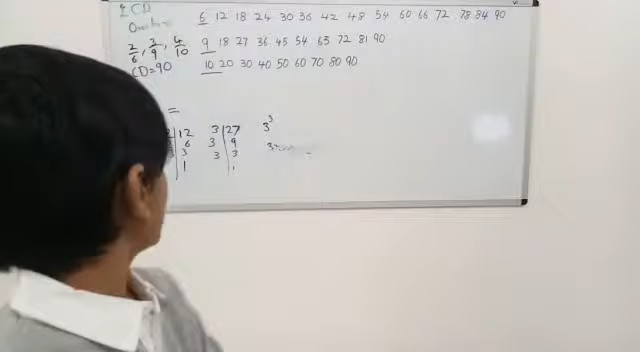 LCD 6 12 18 24 30 36 42 48 54 60 66 72 78 84 90
2/6, 3/9, 4/10 9 18 27 36 45 54 63 72 81 90
CD=90 10 20 30 40 50 60 70 80 90
=
12 3 27 3³
6 3 9
3 3 3
1 1